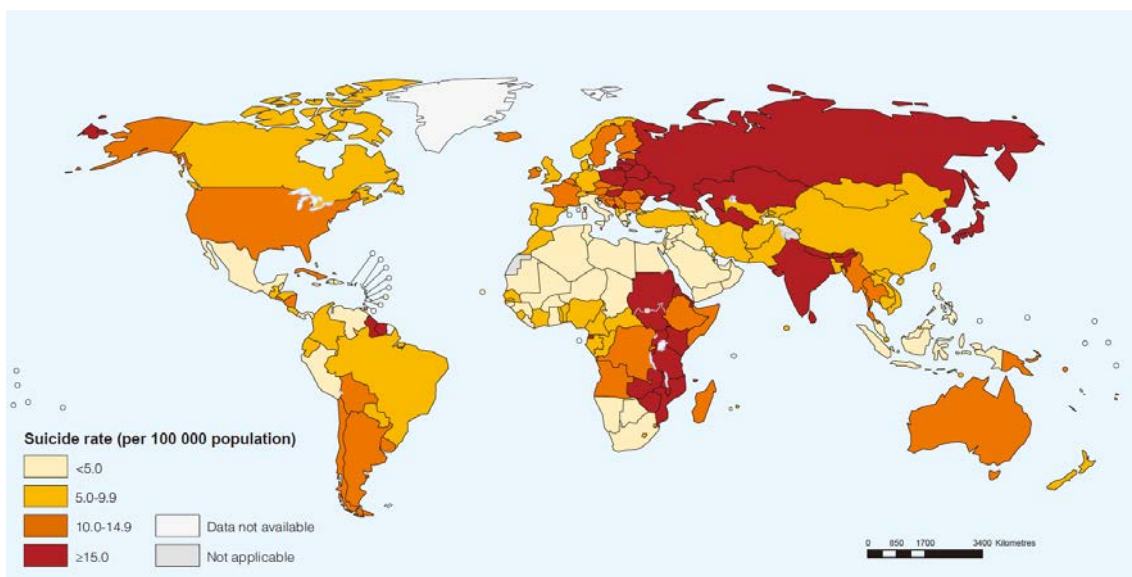 Suicide rate (per 100 000 population)
<5.0
5.0-9.9
10.0-14.9
≥15.0
Data not available
Not applicable
0 850 1700 3400 Kilometres